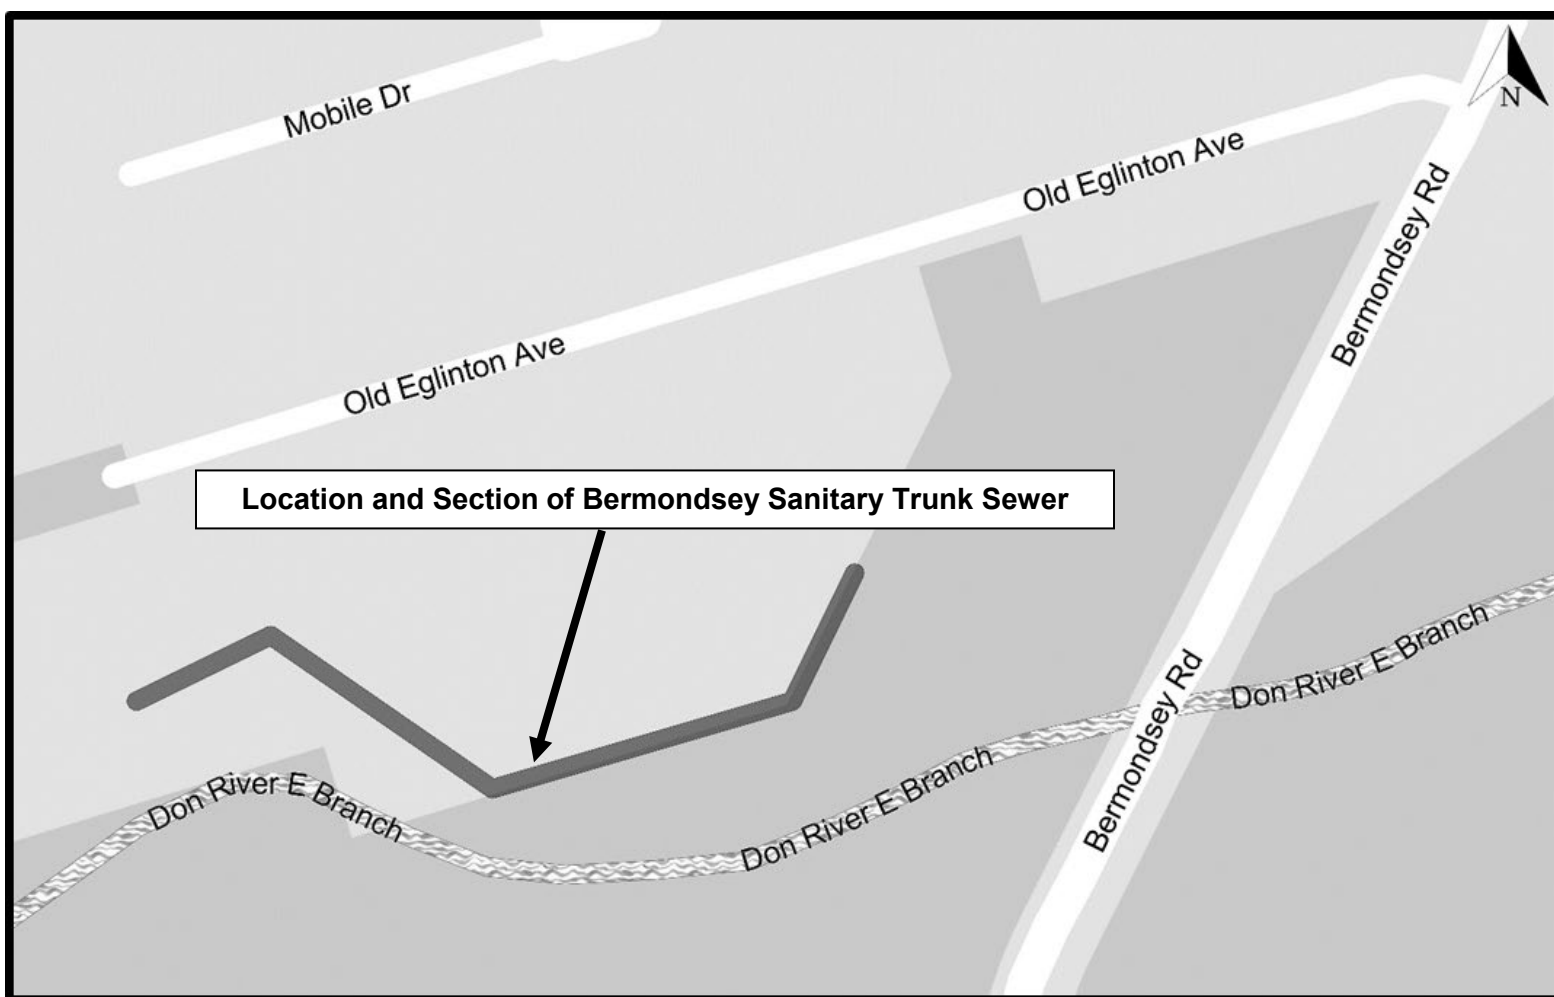 Mobile Dr
N
Old Eglinton Ave
Bermondsey Rd
Old Eglinton Ave
Location and Section of Bermondsey Sanitary Trunk Sewer
Don River E Branch
Bermondsey Rd
Don River E Branch
Don River E Branch